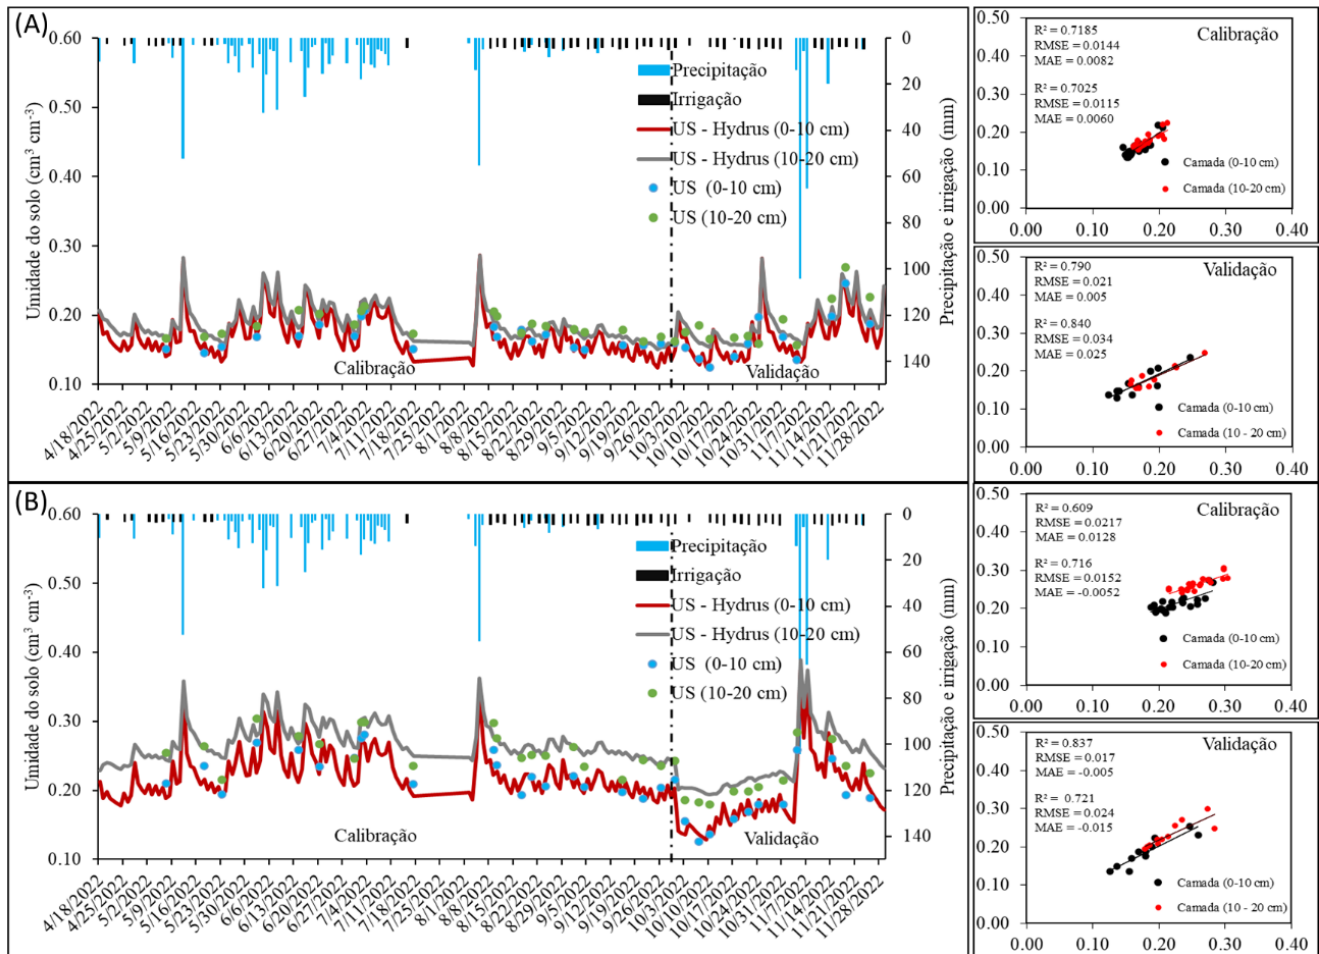 (A)
0.60
0.50
0.40
0.30
0.20
0.10
Umidade do solo (cm³ cm⁻³)
0
20
40
60
80
100
120
140
Precipitação e irrigação (mm)
Precipitação
Irrigação
US - Hydrus (0-10 cm)
US - Hydrus (10-20 cm)
US (0-10 cm)
US (10-20 cm)
Calibração
Validação
4/18/2022
4/25/2022
5/2/2022
5/9/2022
5/16/2022
5/23/2022
5/30/2022
6/6/2022
6/13/2022
6/20/2022
6/27/2022
7/4/2022
7/11/2022
7/18/2022
7/25/2022
8/1/2022
8/8/2022
8/15/2022
8/22/2022
8/29/2022
9/5/2022
9/12/2022
9/19/2022
9/26/2022
10/3/2022
10/10/2022
10/17/2022
10/24/2022
10/31/2022
11/7/2022
11/14/2022
11/21/2022
11/28/2022
0.50
0.40
0.30
0.20
0.10
0.00
R² = 0.7185
RMSE = 0.0144
MAE = 0.0082
R² = 0.7025
RMSE = 0.0115
MAE = 0.0060
Calibração
Camada (0-10 cm)
Camada (10-20 cm)
0.00 0.10 0.20 0.30 0.40
0.50
0.40
0.30
0.20
0.10
0.00
R² = 0.790
RMSE = 0.021
MAE = 0.005
R² = 0.840
RMSE = 0.034
MAE = 0.025
Validação
Camada (0-10 cm)
Camada (10 - 20 cm)
0.00 0.10 0.20 0.30 0.40
(B)
0.60
0.50
0.40
0.30
0.20
0.10
Umidade do solo (cm³ cm⁻³)
0
20
40
60
80
100
120
140
Precipitação e irrigação (mm)
Precipitação
Irrigação
US - Hydrus (0-10 cm)
US - Hydrus (10-20 cm)
US (0-10 cm)
US (10-20 cm)
Calibração
Validação
4/18/2022
4/25/2022
5/2/2022
5/9/2022
5/16/2022
5/23/2022
5/30/2022
6/6/2022
6/13/2022
6/20/2022
6/27/2022
7/4/2022
7/11/2022
7/18/2022
7/25/2022
8/1/2022
8/8/2022
8/15/2022
8/22/2022
8/29/2022
9/5/2022
9/12/2022
9/19/2022
9/26/2022
10/3/2022
10/10/2022
10/17/2022
10/24/2022
10/31/2022
11/7/2022
11/14/2022
11/21/2022
11/28/2022
0.50
0.40
0.30
0.20
0.10
0.00
R² = 0.609
RMSE = 0.0217
MAE = 0.0128
R² = 0.716
RMSE = 0.0152
MAE = -0.0052
Calibração
Camada (0-10 cm)
Camada (10-20 cm)
0.00 0.10 0.20 0.30 0.40
0.50
0.40
0.30
0.20
0.10
0.00
R² = 0.837
RMSE = 0.017
MAE = -0.005
R² = 0.721
RMSE = 0.024
MAE = -0.015
Validação
Camada (0-10 cm)
Camada (10 - 20 cm)
0.00 0.10 0.20 0.30 0.40